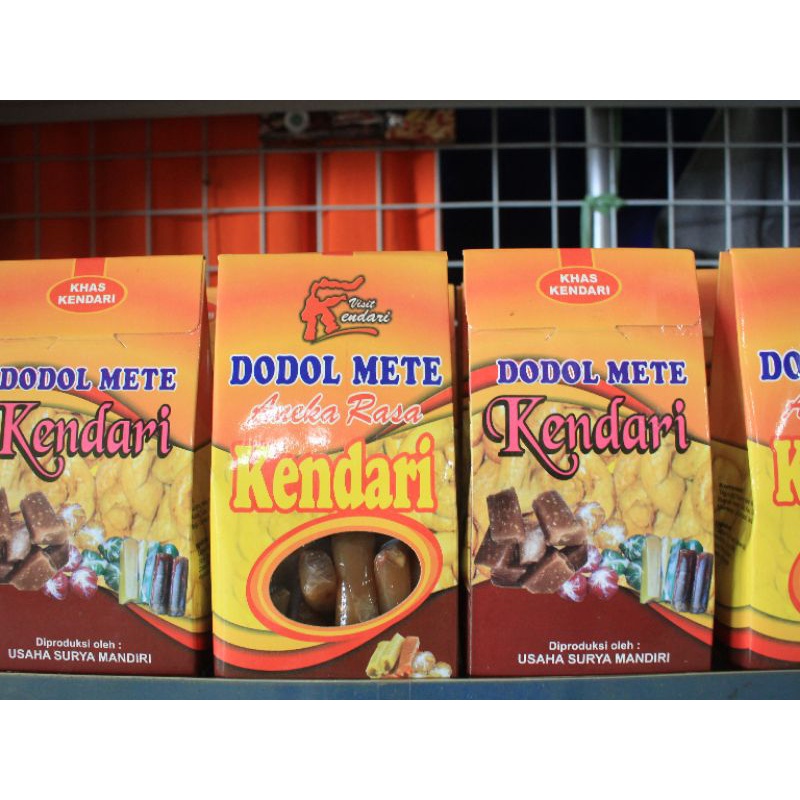 KHAS
KENDARI
DODOL METE
Kendari
Diproduksi oleh :
USAHA SURYA MANDIRI
Visit
Kendari
DODOL METE
Aneka Rasa
Kendari
KHAS
KENDARI
DODOL METE
Kendari
Diproduksi oleh :
USAHA SURYA MANDIRI
DO
A
K